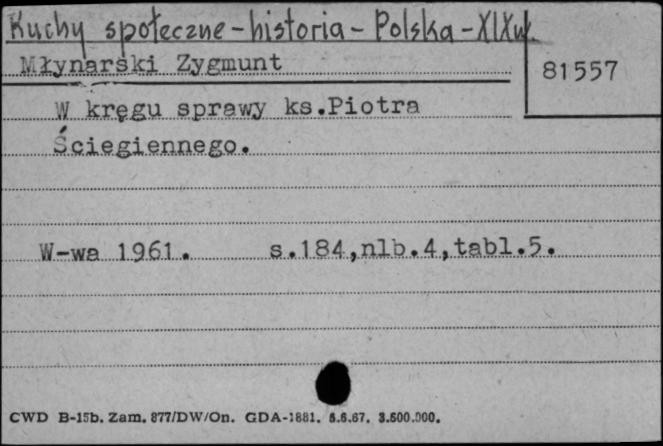 Ruchy społeczne - historia - Polska - XIXw.
Młynarski Zygmunt
81557
W kręgu sprawy ks.Piotra
Ściegiennego.
W-wa 1961. s.184,nlb.4,tabl.5.
CWD B-15b. Zam. 877/DW/On. GDA-1881. 5.6.67. 3.500.000.